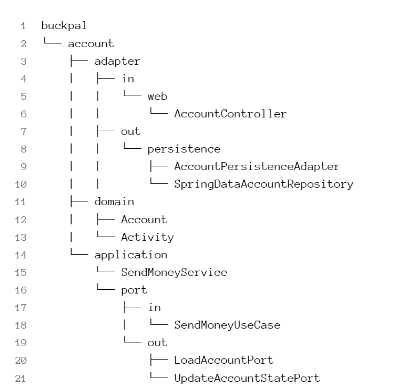 1 buckpal
2 └── account
3     ├── adapter
4     |   ├── in
5     |   |   └── web
6     |   |       └── AccountController
7     |   ├── out
8     |   |   └── persistence
9     |   |       ├── AccountPersistenceAdapter
10     |   |       └── SpringDataAccountRepository
11     ├── domain
12     |   ├── Account
13     |   └── Activity
14     └── application
15         └── SendMoneyService
16         └── port
17             ├── in
18             |   └── SendMoneyUseCase
19             └── out
20                 ├── LoadAccountPort
21                 └── UpdateAccountStatePort